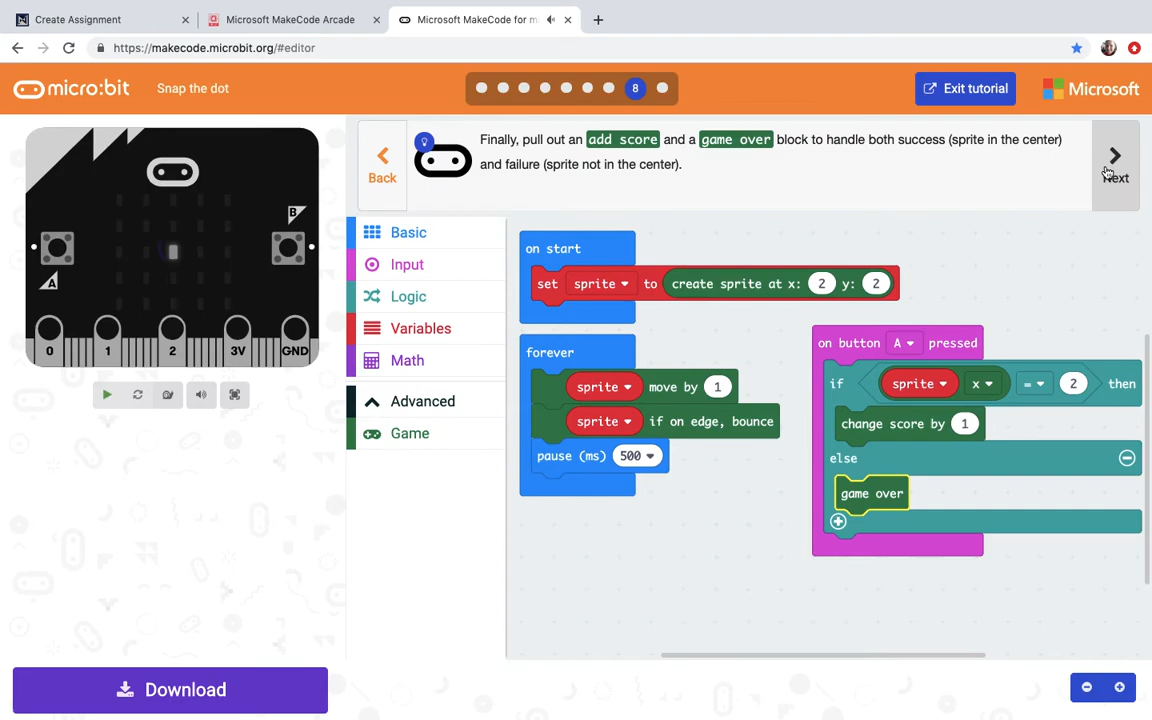 Create Assignment
Microsoft MakeCode Arcade
Microsoft MakeCode for m
https://makecode.microbit.org/#editor
micro:bit
Snap the dot
8
Exit tutorial
Microsoft
Back
Finally, pull out an add score and a game over block to handle both success (sprite in the center)
and failure (sprite not in the center).
Next
A
B
0 1 2 3V GND
Basic
Input
Logic
Variables
Math
Advanced
Game
on start
set sprite to create sprite at x: 2 y: 2
forever
sprite move by 1
sprite if on edge, bounce
pause (ms) 500
on button A pressed
if sprite x = 2 then
change score by 1
else
game over
Download